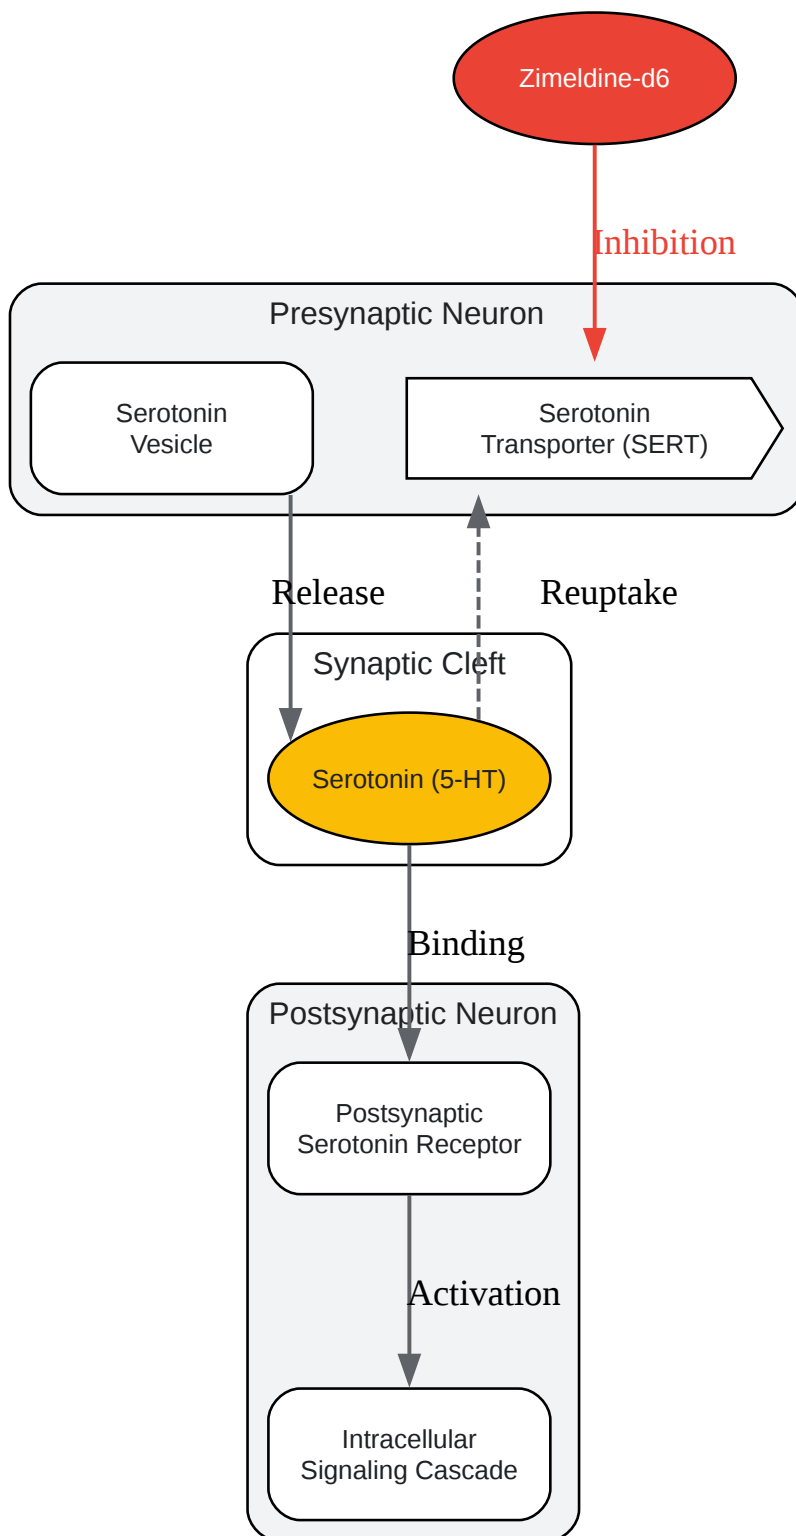 Zimeldine-d6
Inhibition
Presynaptic Neuron
Serotonin
Vesicle
Serotonin
Transporter (SERT)
Release
Reuptake
Synaptic Cleft
Serotonin (5-HT)
Binding
Postsynaptic Neuron
Postsynaptic
Serotonin Receptor
Activation
Intracellular
Signaling Cascade